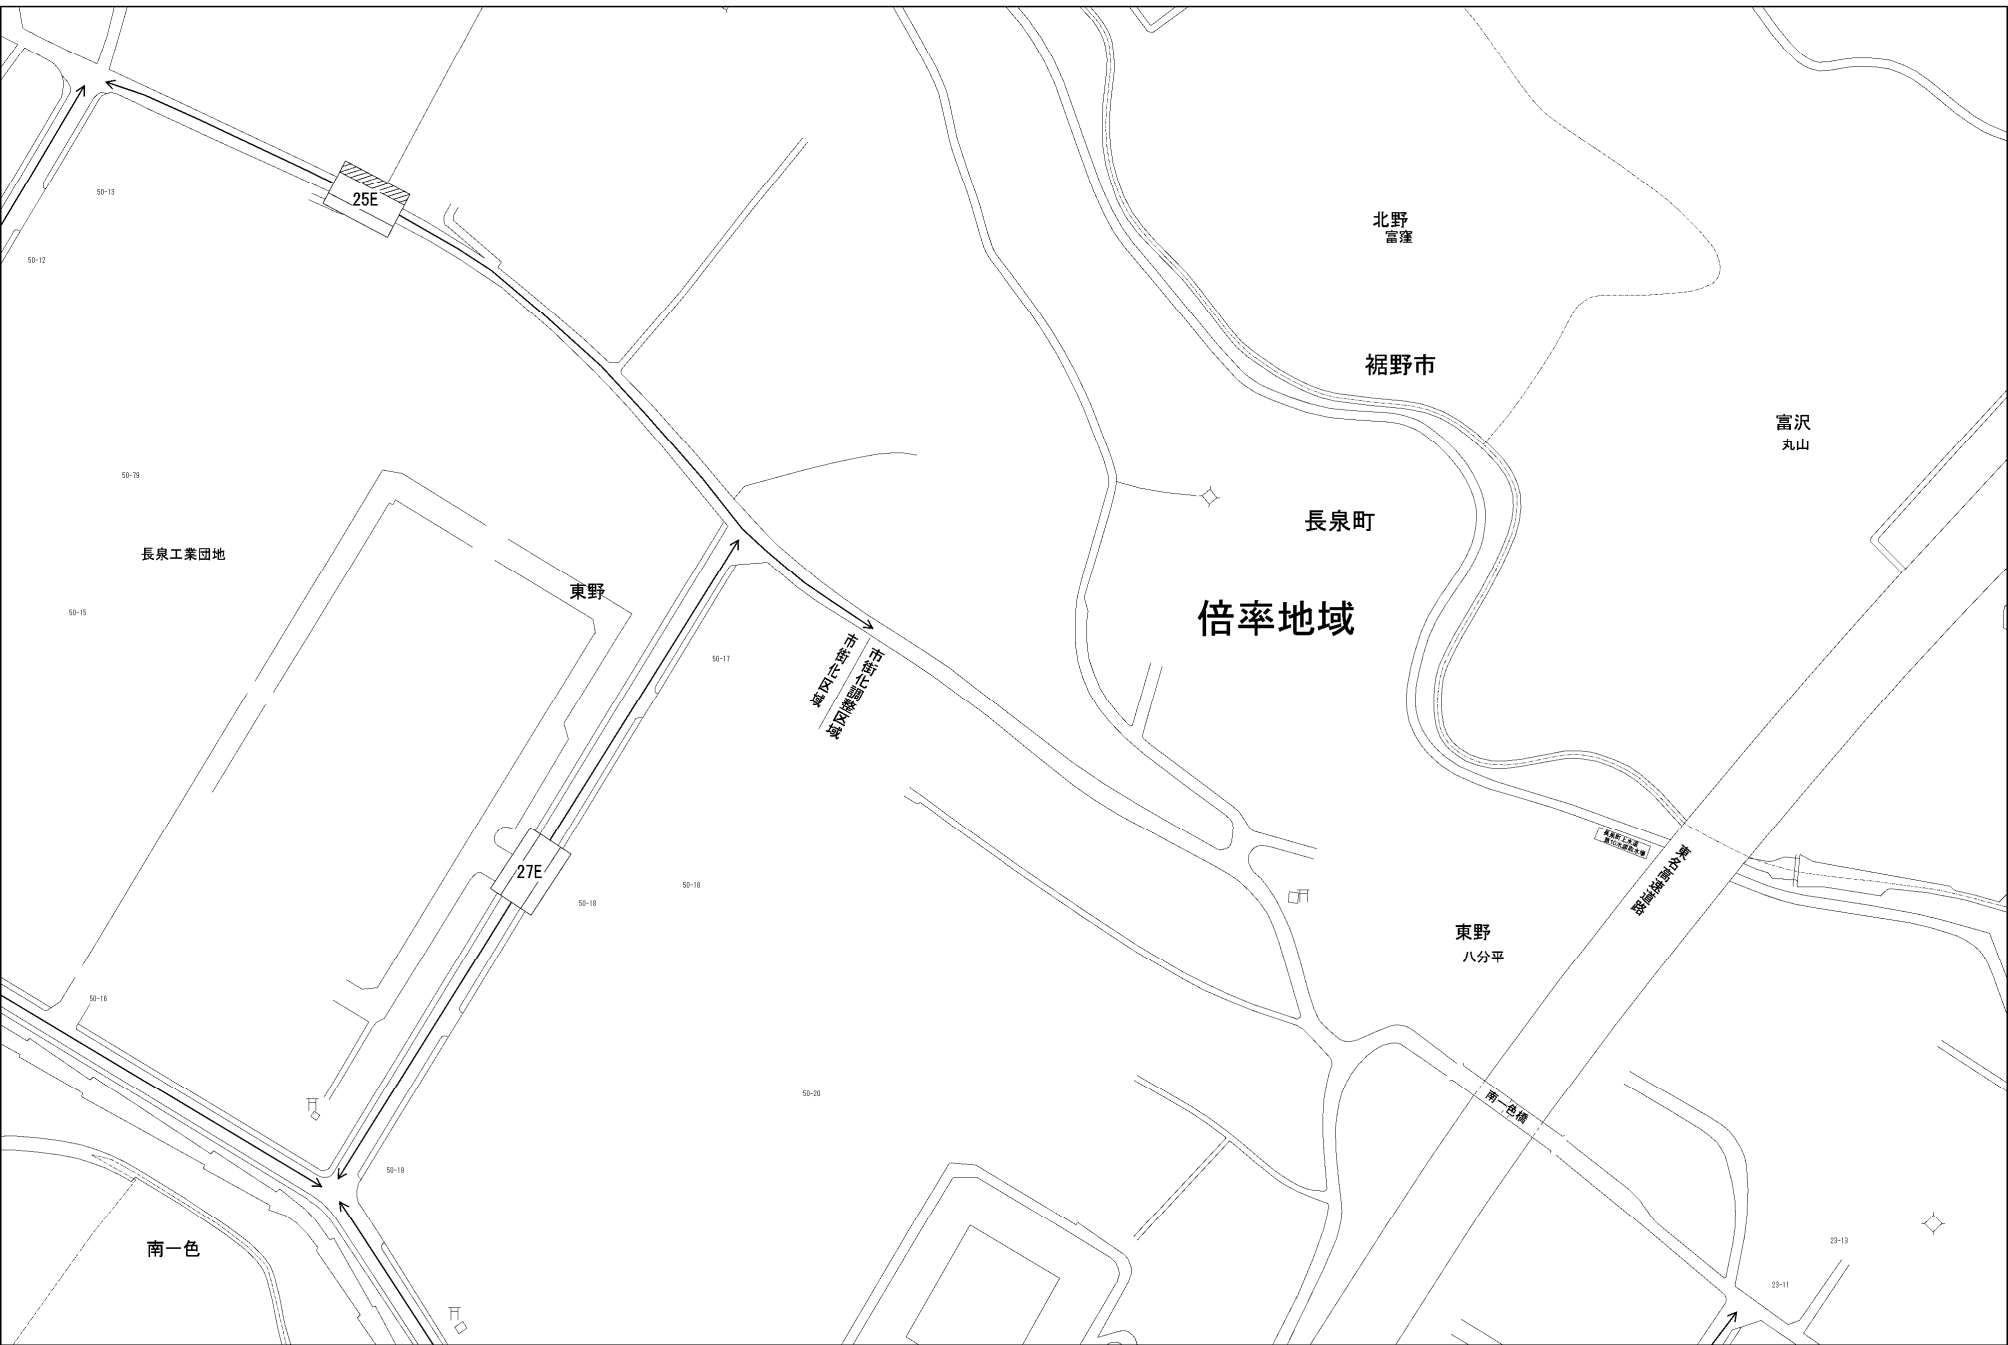 50-13
25E
50-12
北野
富窪
裾野市
富沢
丸山
50-79
長泉工業団地
東野
50-15
長泉町
倍率地域
50-17
市街化区域
市街化調整区域
27E
50-18
50-18
東名高速道路
東野
八分平
50-16
50-20
南一色橋
50-19
南一色
23-13
23-11